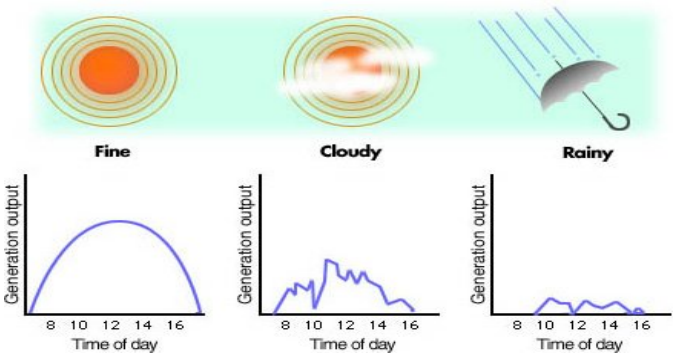 Fine
Cloudy
Rainy
Generation output
8 10 12 14 16
Time of day
Generation output
8 10 12 14 16
Time of day
Generation output
8 10 12 14 16
Time of day